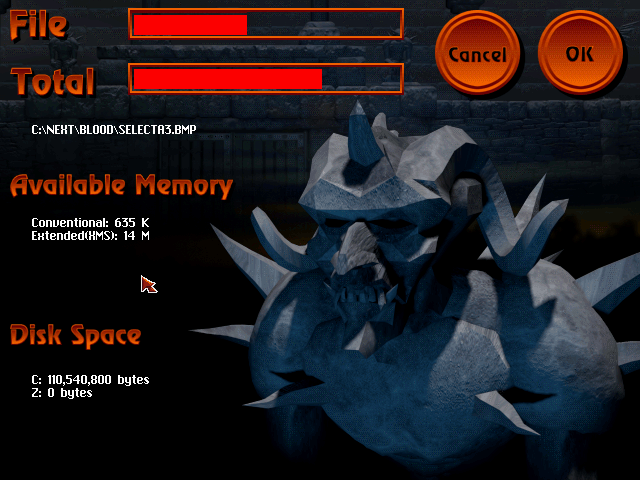 File
Cancel
OK
Total
C:\NEXT\BLOOD\SELECTA3.BMP
Available Memory
Conventional: 635 K
Extended(XMS): 14 M
Disk Space
C: 110,540,800 bytes
Z: 0 bytes